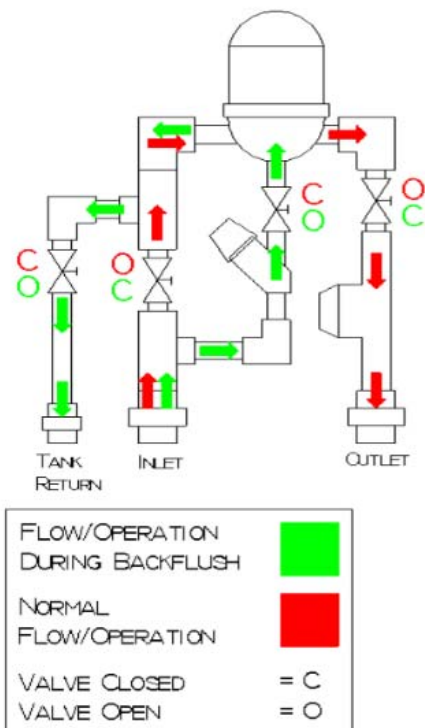 C
O
O
C
C
O
O
C
TANK
RETURN
INLET
OUTLET
FLOW/OPERATION
DURING BACKFLUSH
NORMAL
FLOW/OPERATION
VALVE CLOSED = C
VALVE OPEN = O